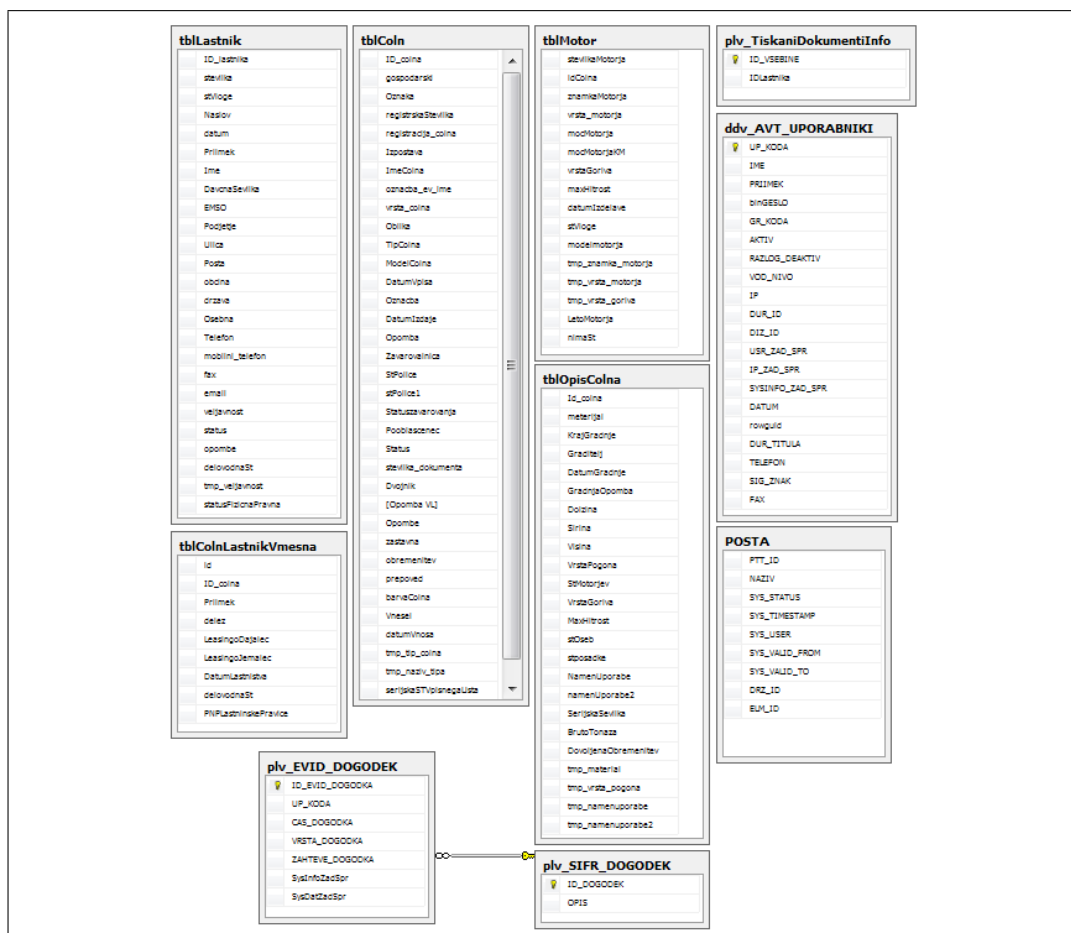 tblLastnik
ID_lastnika
stevilka
stVloge
Naslov
datum
Priimek
Ime
DavcnaSevilka
EMSO
Podjetje
Ulica
Posta
obcina
drzava
Osebna
Telefon
mobilni_telefon
fax
email
veljavnost
status
opombe
delovodnaSt
tmp_veljavnost
statusFizicnaPravna
tblColnLastnikVmesna
id
ID_colna
Priimek
delez
LeasingoDajalec
LeasingoJemalec
DatumLastnistva
delovodnaSt
PNPLastninskePravice
tblColn
ID_colna
gospodarski
Oznaka
registrskaStevilka
registracija_colna
Izpostava
ImeColna
oznacba_ev_ime
vrsta_colna
Oblika
TipColna
ModelColna
DatumVpisa
Oznacba
DatumIzdaje
Opomba
Zavarovalnica
StPolice
stPolice1
Statuszavarovanja
Pooblascenec
Status
stevilka_dokumenta
Dvojnik
[Opomba VL]
Opombe
zastavna
obremenitev
prepoved
barvaColna
Vnesel
datumVnosa
tmp_tip_colna
tmp_naziv_tipa
serijskaSTVpisnegaLista
tblMotor
stevilkaMotorja
idColna
znamkaMotorja
vrsta_motorja
mocMotorja
mocMotorjaKM
vrstaGoriva
maxHitrost
datumIzdelave
stVloge
modelmotorja
tmp_znamka_motorja
tmp_vrsta_motorja
tmp_vrsta_goriva
LetoMotorja
nimaSt
tblOpisColna
Id_colna
material
KrajGradnje
Graditelj
DatumGradnje
GradnjaOpomba
Dolzina
Sirina
Visina
VrstaPogona
StMotorjev
VrstaGoriva
MaxHitrost
stOseb
stposadke
NamenUporabe
namenUporabe2
SerijskaSevilka
BrutoTonaza
DovoljenaObremenitev
tmp_material
tmp_vrsta_pogona
tmp_namenuporabe
tmp_namenuporabe2
plv_TiskaniDokumentiInfo
ID_VSEBINE
IDLastnika
ddv_AVT_UPORABNIKI
UP_KODA
IME
PRIIMEK
binGESLO
GR_KODA
AKTIV
RAZLOG_DEAKTIV
VOD_NIVO
IP
DUR_ID
DIZ_ID
USR_ZAD_SPR
IP_ZAD_SPR
SYSINFO_ZAD_SPR
DATUM
rowguid
DUR_TITULA
TELEFON
SIG_ZNAK
FAX
POSTA
PTT_ID
NAZIV
SYS_STATUS
SYS_TIMESTAMP
SYS_USER
SYS_VALID_FROM
SYS_VALID_TO
DRZ_ID
ELM_ID
plv_EVID_DOGODEK
ID_EVID_DOGODKA
UP_KODA
CAS_DOGODKA
VRSTA_DOGODKA
ZAHTEVE_DOGODKA
SysInfoZadSpr
SysDatZadSpr
plv_SIFR_DOGODEK
ID_DOGODEK
OPIS